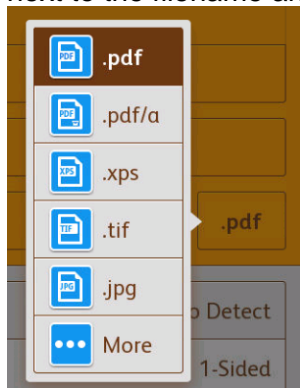 next to the filename an
PDF .pdf
PDF .pdf/a
XPS .xps
TIF .tif
.pdf
JPG .jpg
o Detect
More
1-Sided